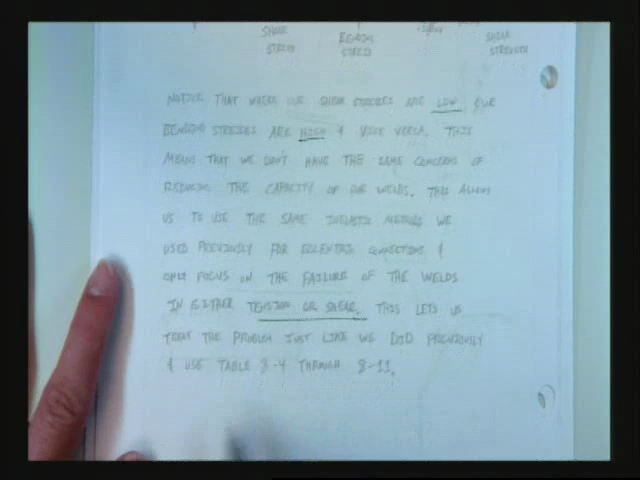 SHEAR STRESS
BENDING STRESS
SHEAR STRENGTH
NOTICE THAT WHERE OUR SHEAR STRESSES ARE LOW OUR
BENDING STRESSES ARE HIGH & VICE VERCA. THIS
MEANS THAT WE DON'T HAVE THE SAME CONCERNS OF
REDUCING THE CAPACITY OF OUR WELDS. THIS ALLOWS
US TO USE THE SAME INELASTIC METHODS WE
USED PREVIOUSLY FOR ECCENTRIC CONNECTIONS &
ONLY FOCUS ON THE FAILURE OF THE WELDS
IN EITHER TENSION OR SHEAR. THIS LETS US
TREAT THE PROBLEM JUST LIKE WE DID PREVIOUSLY
& USE TABLE 8-4 THROUGH 8-11.